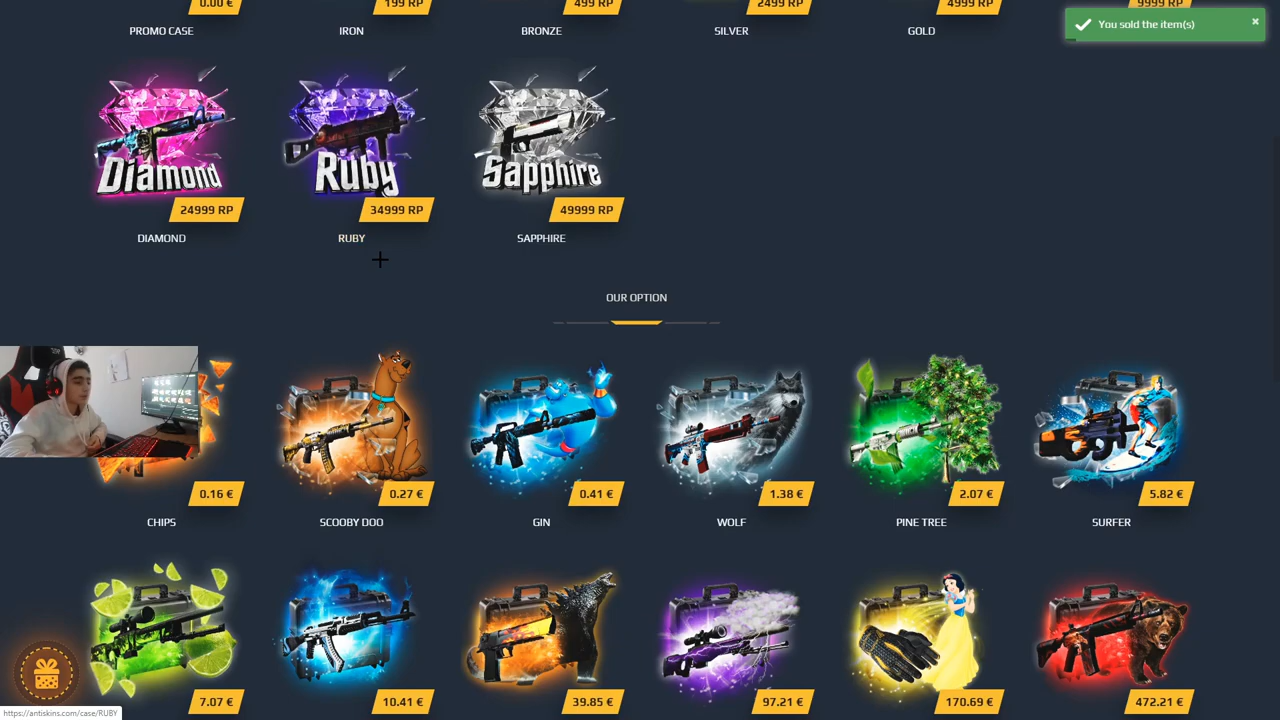 0.00 €
199 RP
499 RP
2499 RP
4999 RP
9999 RP
You sold the item(s)
×
PROMO CASE
IRON
BRONZE
SILVER
GOLD
Diamond
Ruby
Sapphire
24999 RP
34999 RP
49999 RP
DIAMOND
RUBY
SAPPHIRE
OUR OPTION
0.16 €
0.27 €
0.41 €
1.38 €
2.07 €
5.82 €
CHIPS
SCOOBY DOO
GIN
WOLF
PINE TREE
SURFER
7.07 €
10.41 €
39.85 €
97.21 €
170.69 €
472.21 €
https://antiskins.com/case/RUBY